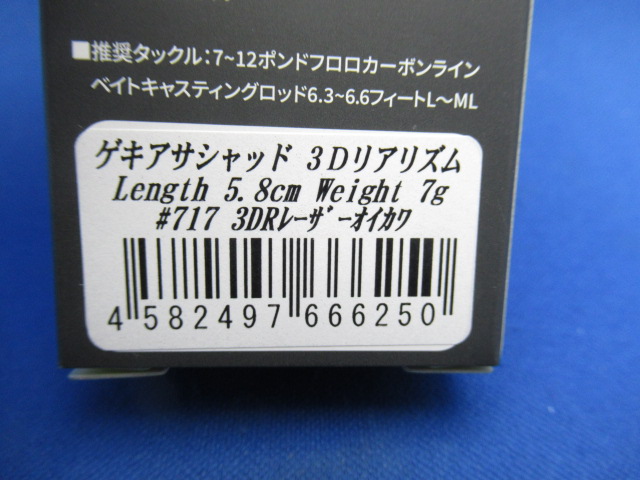 ■推奨タックル：7~12ポンドフロロカーボンライン
ベイトキャスティングロッド6.3~6.6フィートL~ML
ゲキアサシャッド 3Dリアリズム
Length 5.8cm Weight 7g
#717 3DRﾚｰｻﾞｰｵｲｶﾜ
4 582497 666250